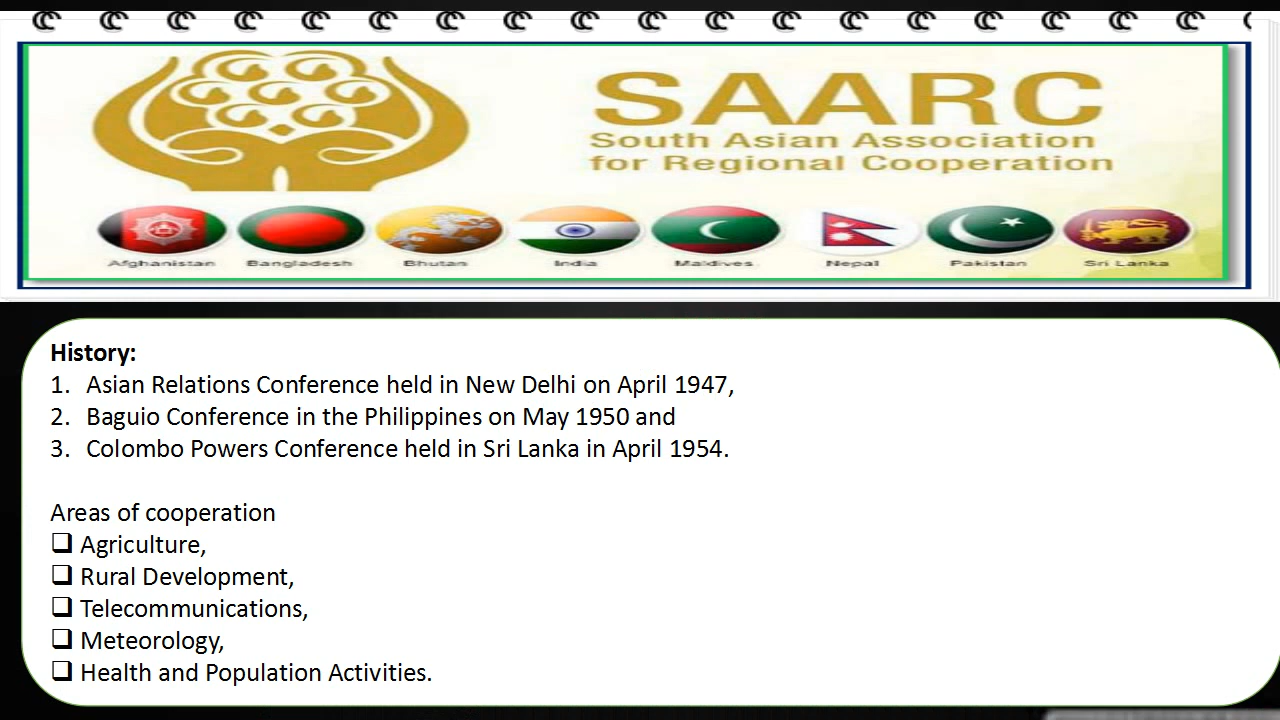 SAARC
South Asian Association
for Regional Cooperation
Afghanistan Bangladesh Bhutan India Maldives Nepal Pakistan Sri Lanka
History:
1. Asian Relations Conference held in New Delhi on April 1947,
2. Baguio Conference in the Philippines on May 1950 and
3. Colombo Powers Conference held in Sri Lanka in April 1954.
Areas of cooperation
❑ Agriculture,
❑ Rural Development,
❑ Telecommunications,
❑ Meteorology,
❑ Health and Population Activities.